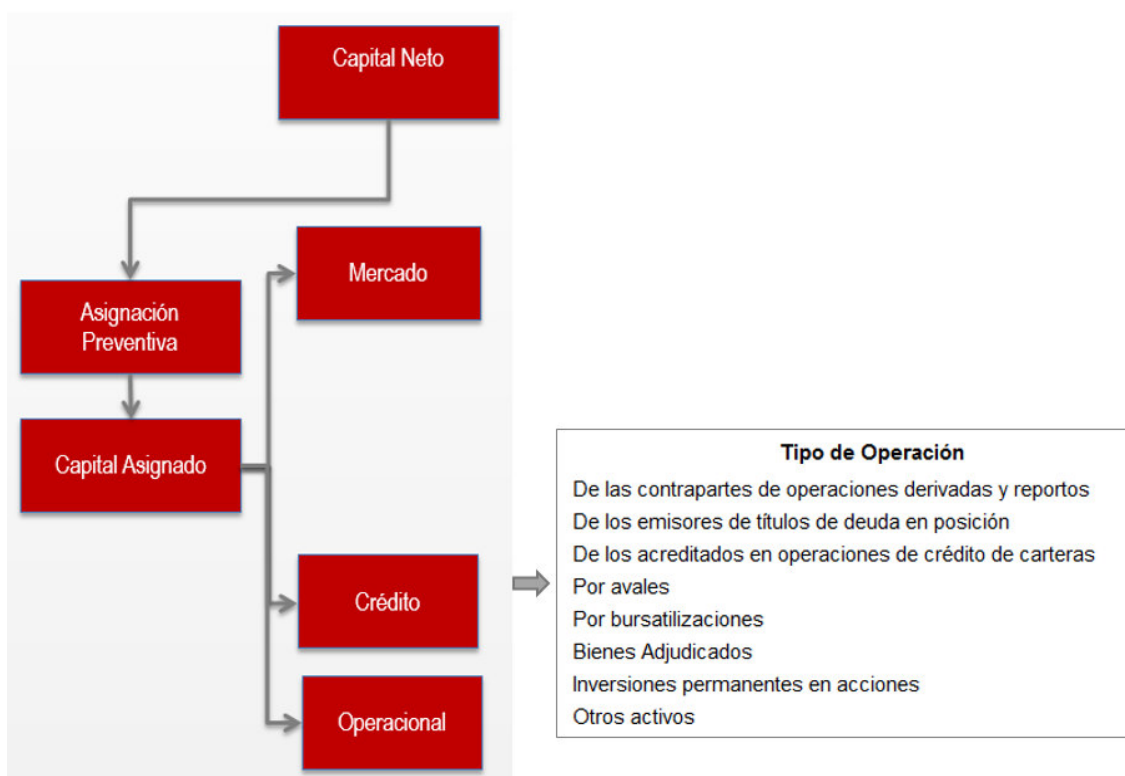 Capital Neto
Mercado
Asignación
Preventiva
Capital Asignado
Crédito
Operacional
Tipo de Operación
De las contrapartes de operaciones derivadas y reportos
De los emisores de títulos de deuda en posición
De los acreditados en operaciones de crédito de carteras
Por avales
Por bursatilizaciones
Bienes Adjudicados
Inversiones permanentes en acciones
Otros activos